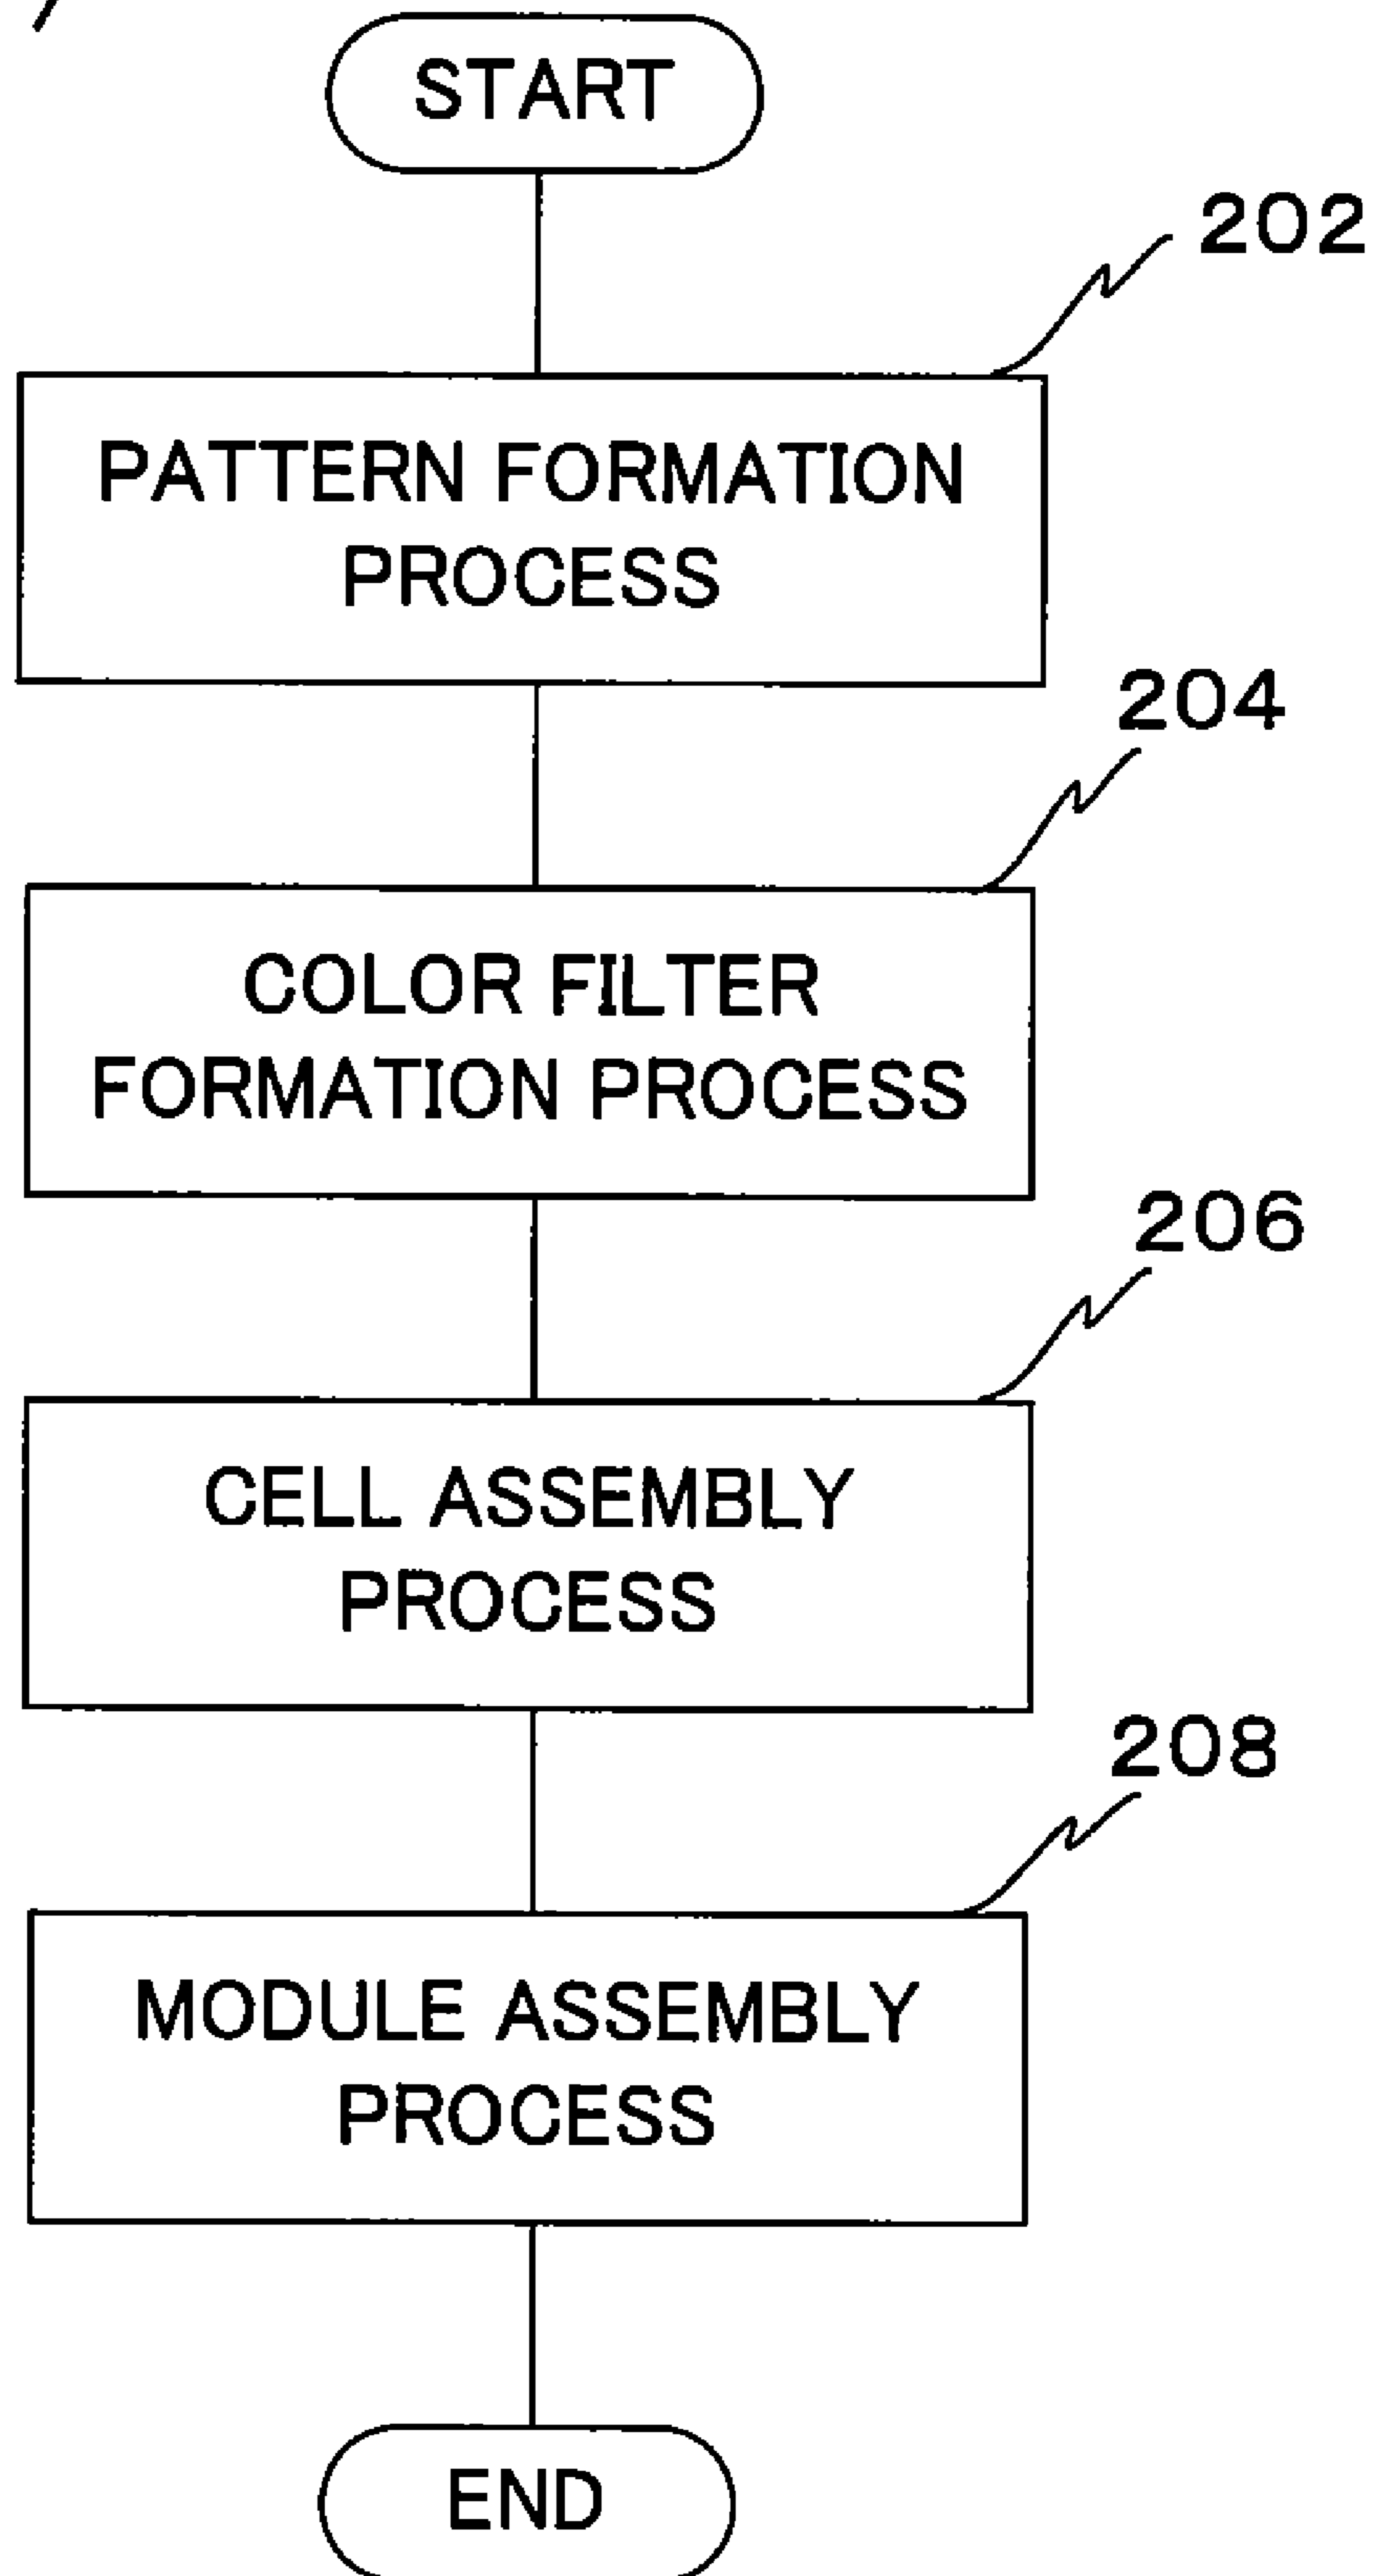 START
202
PATTERN FORMATION
PROCESS
204
COLOR FILTER
FORMATION PROCESS
206
CELL ASSEMBLY
PROCESS
208
MODULE ASSEMBLY
PROCESS
END